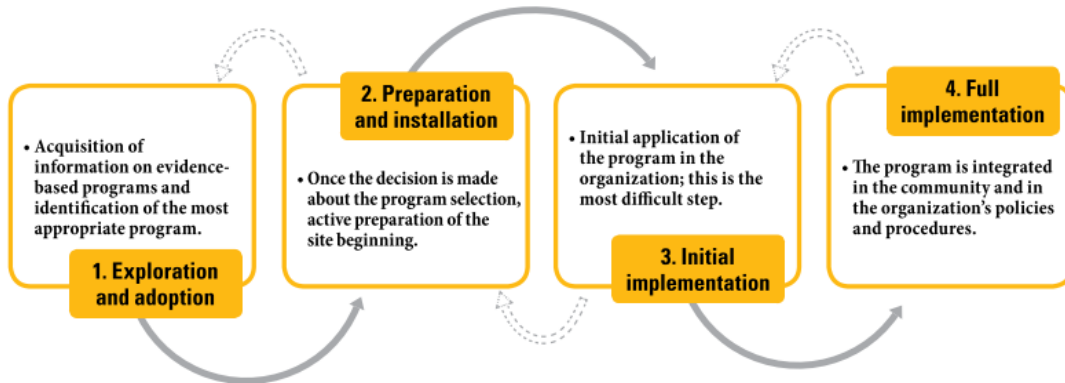 • Acquisition of
information on evidence-
based programs and
identification of the most
appropriate program.
1. Exploration
and adoption
2. Preparation
and installation
• Once the decision is made
about the program selection,
active preparation of the
site beginning.
• Initial application of
the program in the
organization; this is the
most difficult step.
3. Initial
implementation
4. Full
implementation
• The program is integrated
in the community and in
the organization's policies
and procedures.